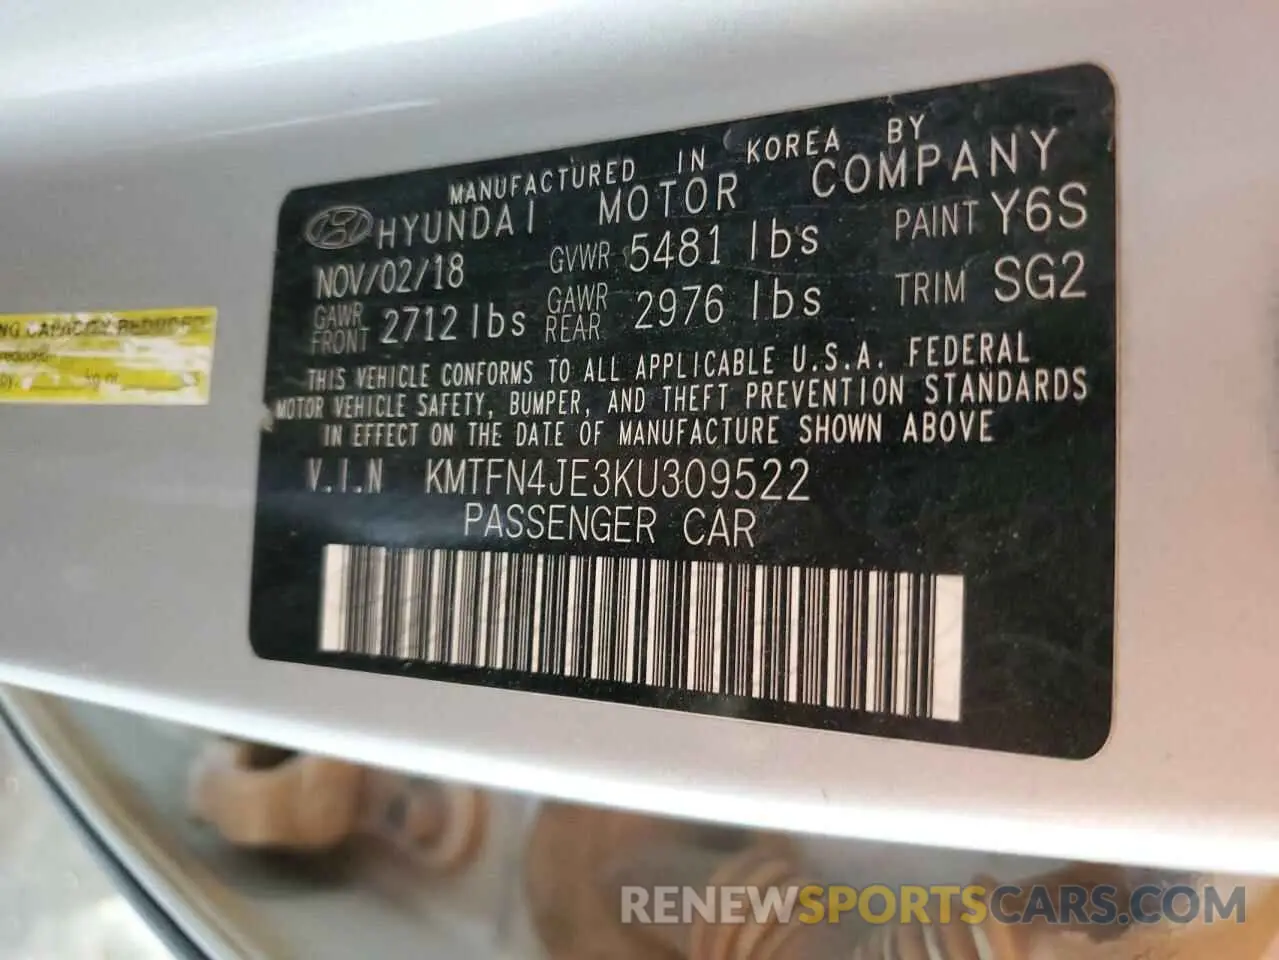 MANUFACTURED IN KOREA BY
HYUNDAI MOTOR COMPANY
NOV/02/18 GVWR 5481 lbs PAINT Y6S
GAWR FRONT 2712 lbs GAWR REAR 2976 lbs TRIM SG2
THIS VEHICLE CONFORMS TO ALL APPLICABLE U.S.A. FEDERAL
MOTOR VEHICLE SAFETY, BUMPER, AND THEFT PREVENTION STANDARDS
IN EFFECT ON THE DATE OF MANUFACTURE SHOWN ABOVE
V.I.N KMTFN4JE3KU309522
PASSENGER CAR
CAPACITY REDUCED
RENEWSPORTSCARS.COM